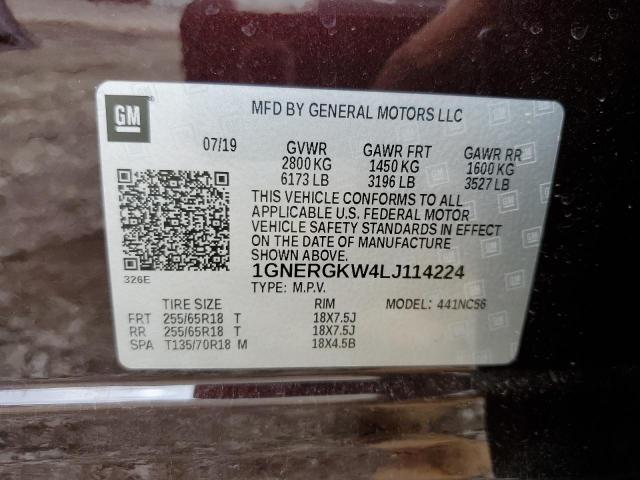 GM
MFD BY GENERAL MOTORS LLC
07/19 GVWR GAWR FRT GAWR RR
2800 KG 1450 KG 1600 KG
6173 LB 3196 LB 3527 LB
THIS VEHICLE CONFORMS TO ALL
APPLICABLE U.S. FEDERAL MOTOR
VEHICLE SAFETY STANDARDS IN EFFECT
ON THE DATE OF MANUFACTURE
SHOWN ABOVE.
326E
1GNERGKW4LJ114224
TYPE: M.P.V. MODEL: 441NC56
TIRE SIZE RIM
FRT 255/65R18 T 18X7.5J
RR 255/65R18 T 18X7.5J
SPA T135/70R18 M 18X4.5B